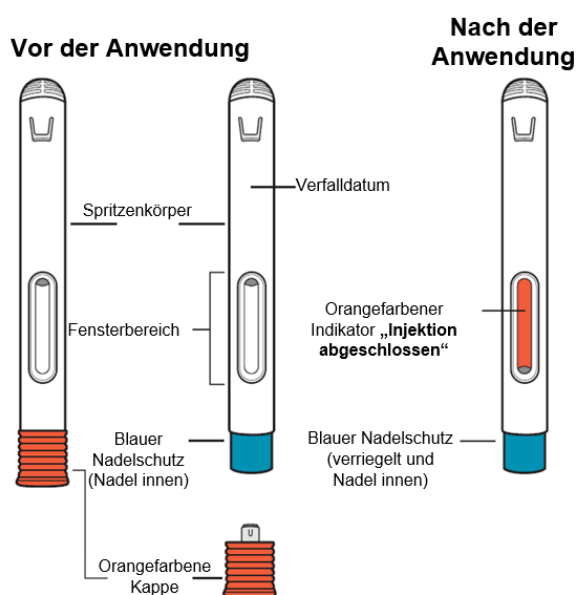 Vor der Anwendung
Nach der
Anwendung
Verfalldatum
Spritzenkörper
Fensterbereich
Orangefarbener
Indikator „Injektion
abgeschlossen“
Blauer
Nadelschutz
(Nadel innen)
Blauer Nadelschutz
(verriegelt und
Nadel innen)
Orangefarbene
Kappe